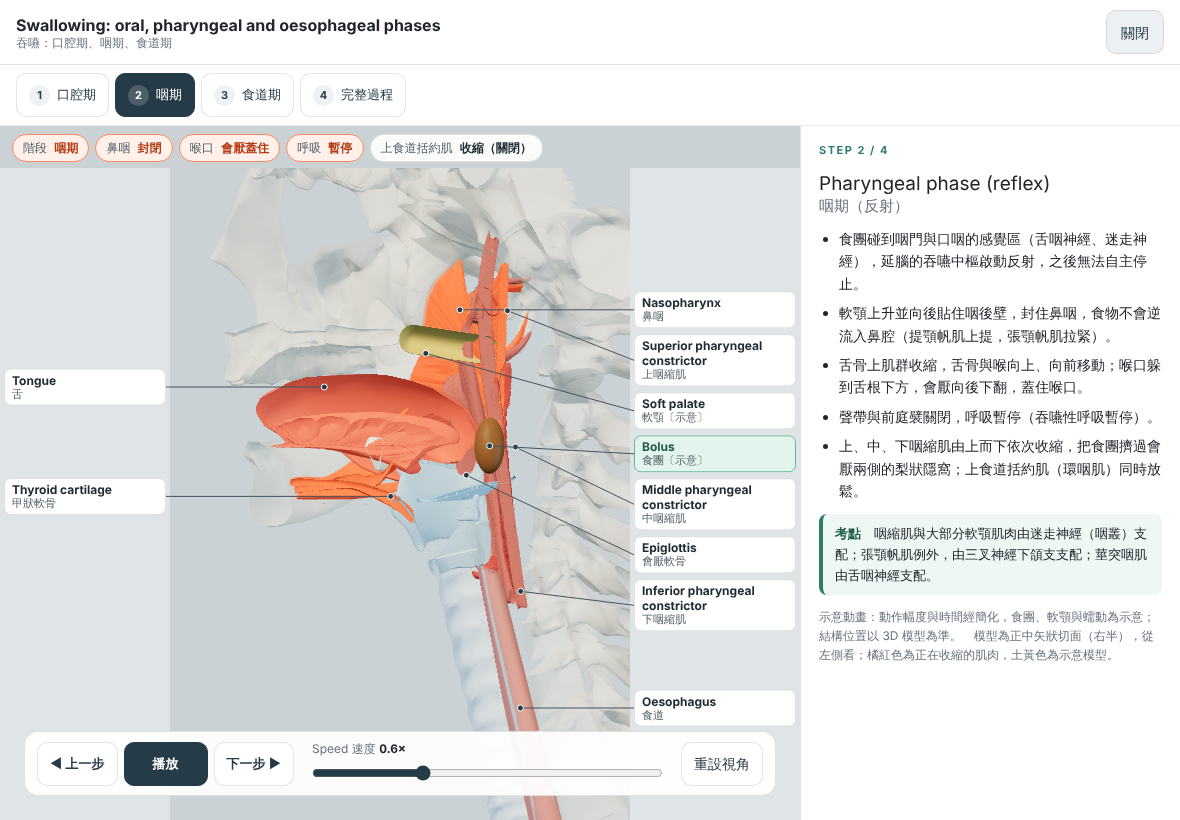 Swallowing: oral, pharyngeal and oesophageal phases
吞嚥：口腔期、咽期、食道期
關閉
1 口腔期
2 咽期
3 食道期
4 完整過程
階段 咽期
鼻咽 封閉
喉口 會厭蓋住
呼吸 暫停
上食道括約肌 收縮（關閉）
Tongue
舌
Thyroid cartilage
甲狀軟骨
Nasopharynx
鼻咽
Superior pharyngeal
constrictor
上咽縮肌
Soft palate
軟顎〔示意〕
Bolus
食團〔示意〕
Middle pharyngeal
constrictor
中咽縮肌
Epiglottis
會厭軟骨
Inferior pharyngeal
constrictor
下咽縮肌
Oesophagus
食道
◀ 上一步
播放
下一步 ▶
Speed 速度 0.6×
重設視角
STEP 2 / 4
Pharyngeal phase (reflex)
咽期（反射）
食團碰到咽門與口咽的感覺區（舌咽神經、迷走神
經），延腦的吞嚥中樞啟動反射，之後無法自主停
止。
軟顎上升並向後貼住咽後壁，封住鼻咽，食物不會逆
流入鼻腔（提顎帆肌上提，張顎帆肌拉緊）。
舌骨上肌群收縮，舌骨與喉向上、向前移動；喉口躲
到舌根下方，會厭向後下翻，蓋住喉口。
聲帶與前庭襞關閉，呼吸暫停（吞嚥性呼吸暫停）。
上、中、下咽縮肌由上而下依次收縮，把食團擠過會
厭兩側的梨狀隱窩；上食道括約肌（環咽肌）同時放
鬆。
考點 咽縮肌與大部分軟顎肌肉由迷走神經（咽叢）支
配；張顎帆肌例外，由三叉神經下頜支支配；莖突咽肌
由舌咽神經支配。
示意動畫：動作幅度與時間經簡化，食團、軟顎與蠕動為示意；
結構位置以 3D 模型為準。 模型為正中矢狀切面（右半），從
左側看；橘紅色為正在收縮的肌肉，土黃色為示意模型。